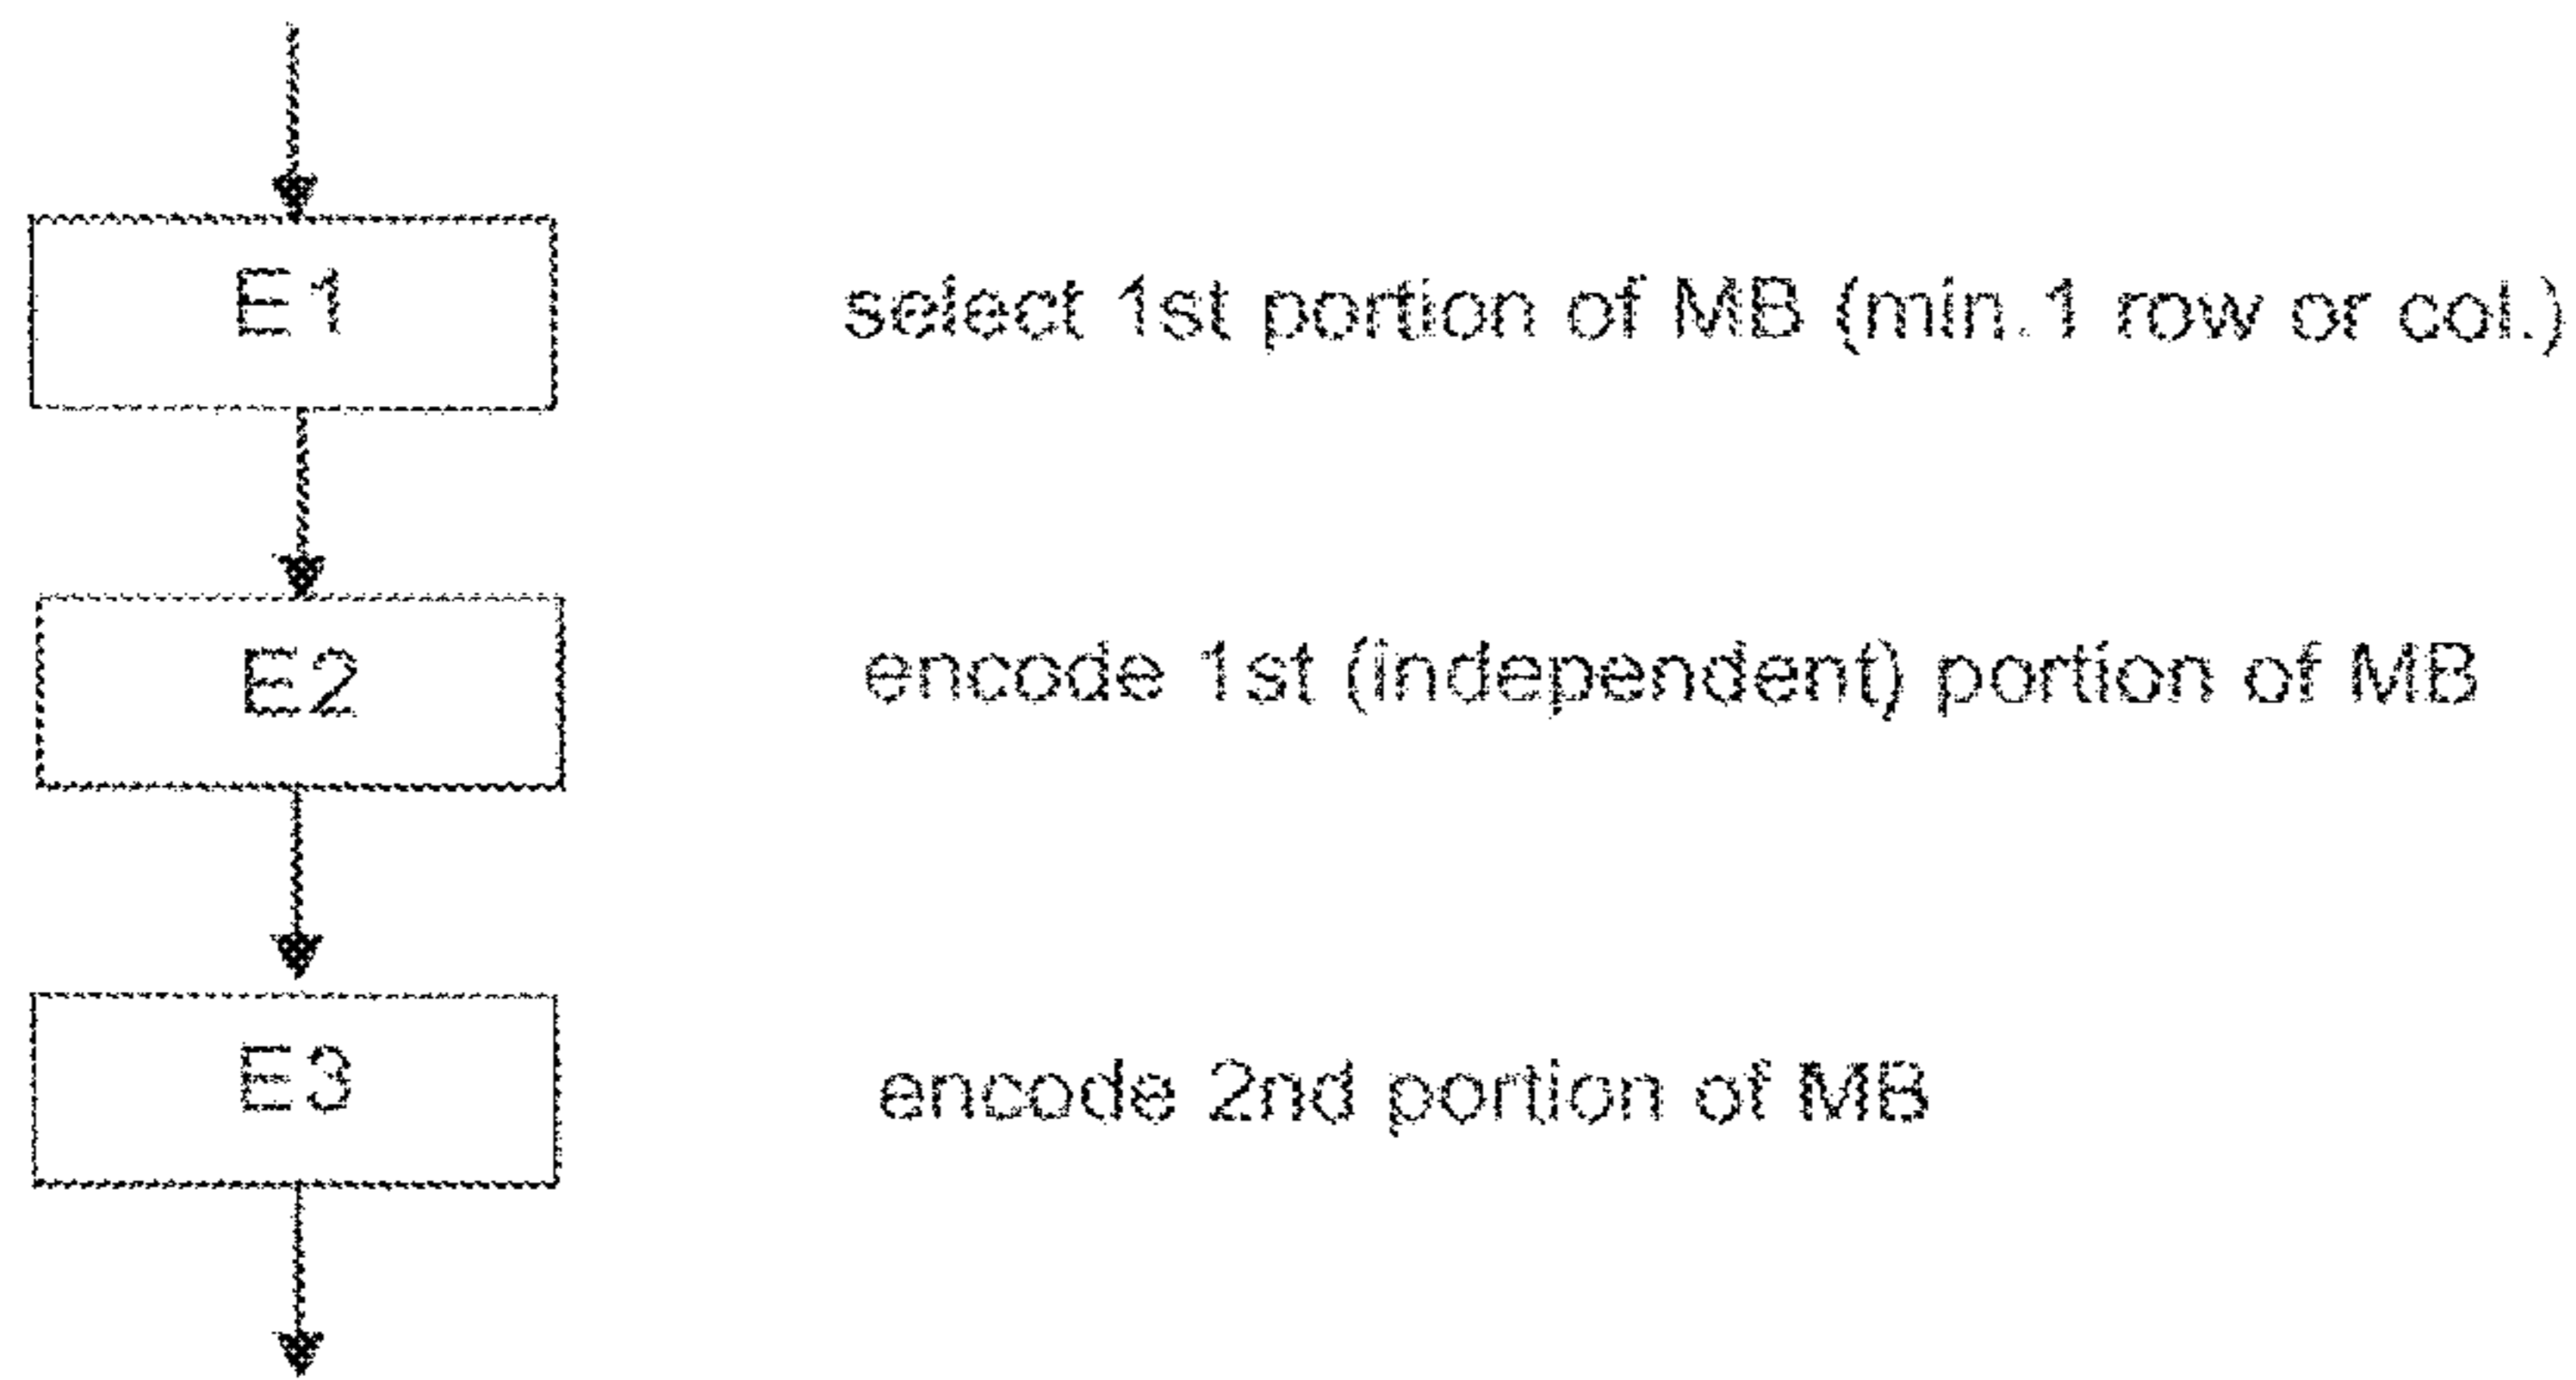 E1
select 1st portion of MB (min.1 row or col.)
E2
encode 1st (independent) portion of MB
E3
encode 2nd portion of MB